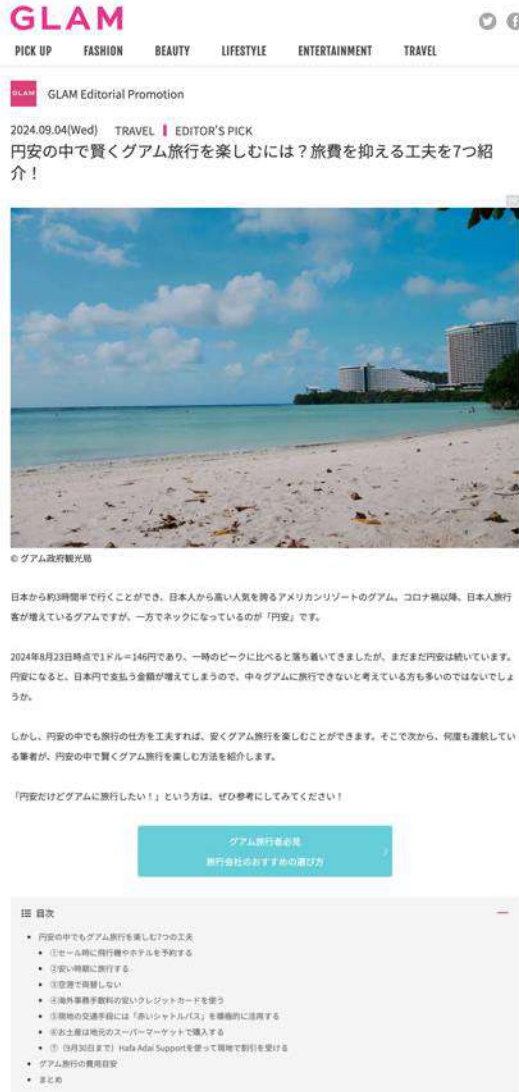 GLAM
PICK UP FASHION BEAUTY LIFESTYLE ENTERTAINMENT TRAVEL
GLAM GLAM Editorial Promotion
2024.09.04(Wed) TRAVEL EDITOR'S PICK
円安の中で賢くグアム旅行を楽しむには？旅費を抑える工夫を7つ紹
介！
© グアム政府観光局
日本から約3時間半で行くことができ、日本人から高い人気を誇るアメリカンリゾートのグアム。コロナ禍以降、日本人旅行
客が増えているグアムですが、一方でネックになっているのが「円安」です。
2024年8月23日時点で1ドル＝146円であり、一時のピークに比べると落ち着いてきましたが、まだまだ円安は続いています。
円安になると、日本円で支払う金額が増えてしまうので、中々グアムに旅行できないと考えている方も多いのではないでしょ
うか。
しかし、円安の中でも旅行の仕方を工夫すれば、安くグアム旅行を楽しむことができます。そこで次から、何度も渡航してい
る筆者が、円安の中で賢くグアム旅行を楽しむ方法を紹介します。
「円安だけどグアムに旅行したい！」という方は、ぜひ参考にしてみてください！
グアム旅行者必見
旅行会社のおすすめの選び方
目次
円安の中でもグアム旅行を楽しむ7つの工夫
①セール時に飛行機やホテルを予約する
②安い時期に旅行する
③空港で両替しない
④海外事務手数料の安いクレジットカードを使う
⑤現地の交通手段には「赤いシャトルバス」を積極的に活用する
⑥お土産は地元のスーパーマーケットで購入する
⑦（9月30日まで）Hafa Adai Supportを使って現地で割引を受ける
グアム旅行の費用目安
まとめ